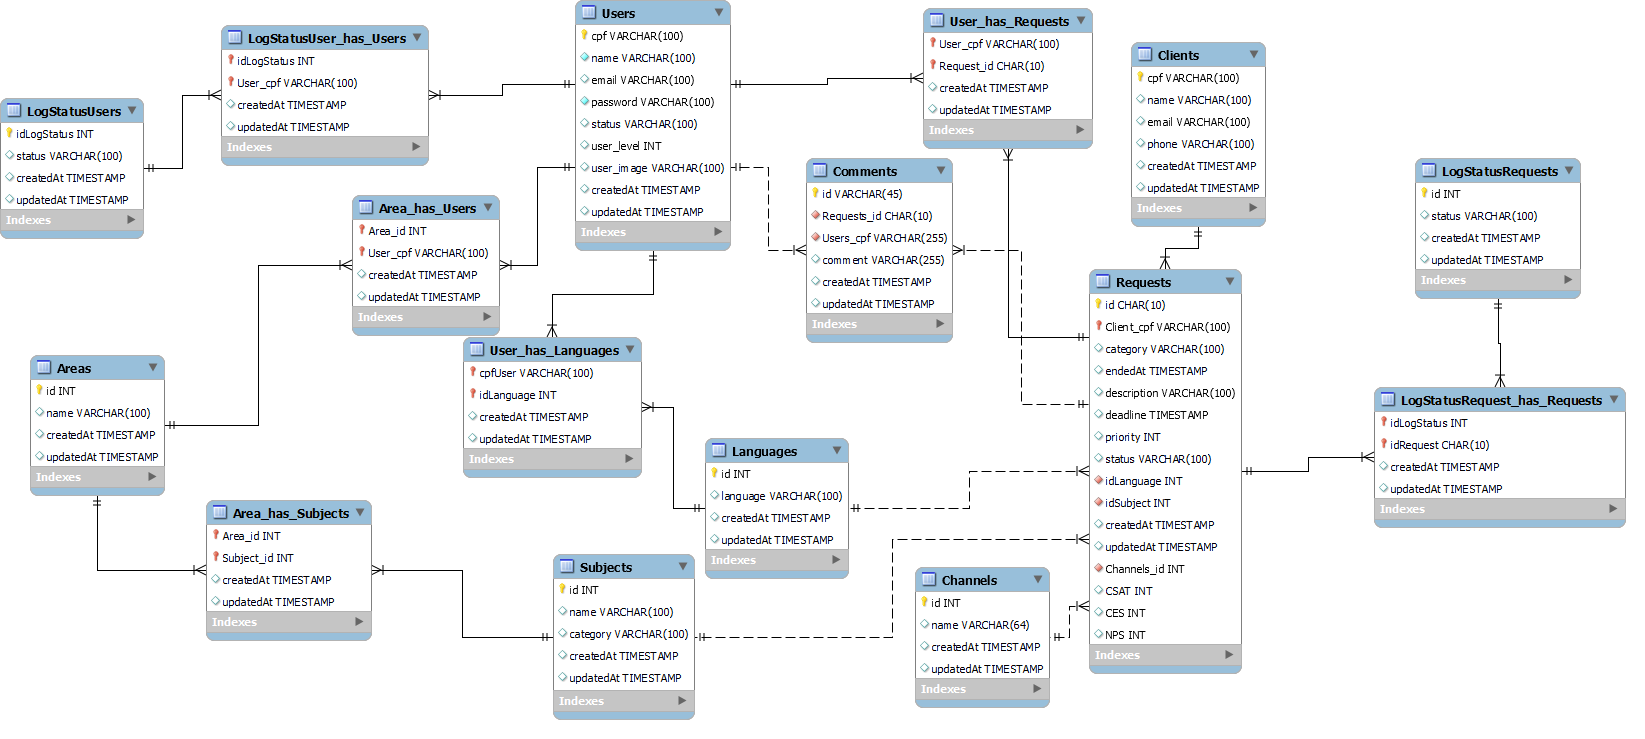 LogStatusUsers
idLogStatus INT
status VARCHAR(100)
createdAt TIMESTAMP
updatedAt TIMESTAMP
Indexes
LogStatusUser_has_Users
idLogStatus INT
User_cpf VARCHAR(100)
createdAt TIMESTAMP
updatedAt TIMESTAMP
Indexes
Users
cpf VARCHAR(100)
name VARCHAR(100)
email VARCHAR(100)
password VARCHAR(100)
status VARCHAR(100)
user_level INT
user_image VARCHAR(100)
createdAt TIMESTAMP
updatedAt TIMESTAMP
Indexes
User_has_Requests
User_cpf VARCHAR(100)
Request_id CHAR(10)
createdAt TIMESTAMP
updatedAt TIMESTAMP
Indexes
Clients
cpf VARCHAR(100)
name VARCHAR(100)
email VARCHAR(100)
phone VARCHAR(100)
createdAt TIMESTAMP
updatedAt TIMESTAMP
Indexes
LogStatusRequests
id INT
status VARCHAR(100)
createdAt TIMESTAMP
updatedAt TIMESTAMP
Indexes
Area_has_Users
Area_id INT
User_cpf VARCHAR(100)
createdAt TIMESTAMP
updatedAt TIMESTAMP
Indexes
Comments
id VARCHAR(45)
Requests_id CHAR(10)
Users_cpf VARCHAR(255)
comment VARCHAR(255)
createdAt TIMESTAMP
updatedAt TIMESTAMP
Indexes
Requests
id CHAR(10)
Client_cpf VARCHAR(100)
category VARCHAR(100)
endedAt TIMESTAMP
description VARCHAR(100)
deadline TIMESTAMP
priority INT
status VARCHAR(100)
idLanguage INT
idSubject INT
createdAt TIMESTAMP
updatedAt TIMESTAMP
Channels_id INT
CSAT INT
CES INT
NPS INT
Indexes
Areas
id INT
name VARCHAR(100)
createdAt TIMESTAMP
updatedAt TIMESTAMP
Indexes
User_has_Languages
cpfUser VARCHAR(100)
idLanguage INT
createdAt TIMESTAMP
updatedAt TIMESTAMP
Indexes
LogStatusRequest_has_Requests
idLogStatus INT
idRequest CHAR(10)
createdAt TIMESTAMP
updatedAt TIMESTAMP
Indexes
Languages
id INT
language VARCHAR(100)
createdAt TIMESTAMP
updatedAt TIMESTAMP
Indexes
Area_has_Subjects
Area_id INT
Subject_id INT
createdAt TIMESTAMP
updatedAt TIMESTAMP
Indexes
Subjects
id INT
name VARCHAR(100)
category VARCHAR(100)
createdAt TIMESTAMP
updatedAt TIMESTAMP
Indexes
Channels
id INT
name VARCHAR(64)
createdAt TIMESTAMP
updatedAt TIMESTAMP
Indexes